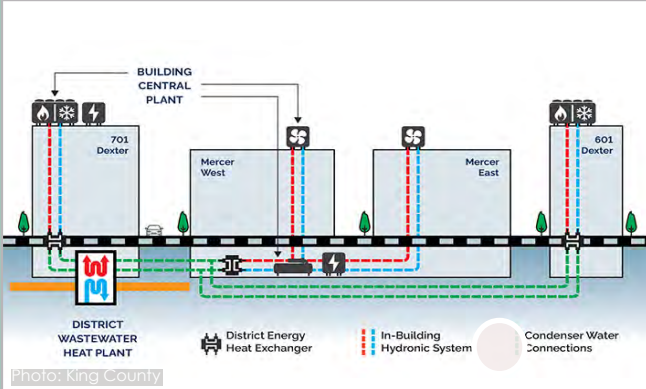 BUILDING
CENTRAL
PLANT
701
Dexter
Mercer
West
Mercer
East
601
Dexter
DISTRICT
WASTEWATER
HEAT PLANT
District Energy
Heat Exchanger
In-Building
Hydronic System
Condenser Water
Connections
Photo: King County